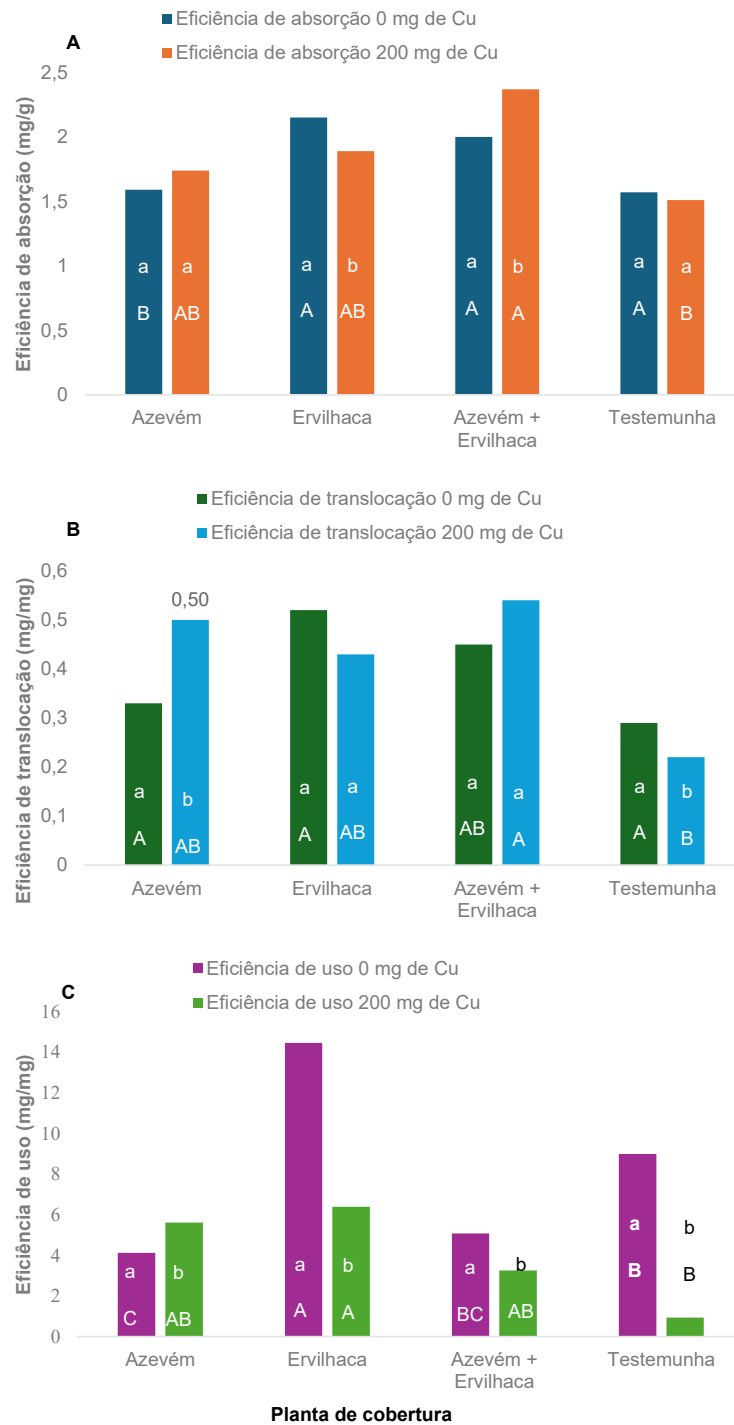 Eficiência de absorção 0 mg de Cu
A
Eficiência de absorção 200 mg de Cu
Eficiência de absorção (mg/g)
2,5
2
1,5
1
0,5
0
a a a b a b a a
B AB A AB A A A B
Azevém Ervilhaca Azevém + Ervilhaca Testemunha
Eficiência de translocação 0 mg de Cu
B
Eficiência de translocação 200 mg de Cu
Eficiência de translocação (mg/mg)
0,6
0,5
0,4
0,3
0,2
0,1
0
0,50
a b a a a a a b
A AB A AB AB A A B
Azevém Ervilhaca Azevém + Ervilhaca Testemunha
Eficiência de uso 0 mg de Cu
C
Eficiência de uso 200 mg de Cu
Eficiência de uso (mg/mg)
16
14
12
10
8
6
4
2
0
a b a b a b a b
C AB A A BC AB B B
Azevém Ervilhaca Azevém + Ervilhaca Testemunha
Planta de cobertura